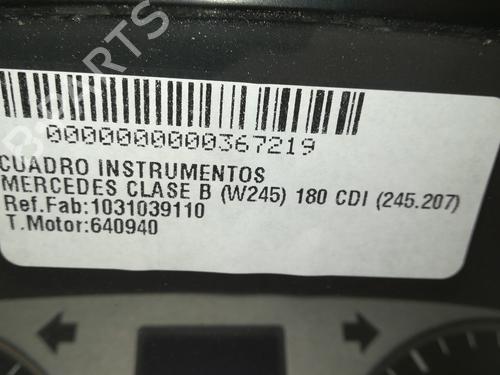 0000000000367219
CUADRO INSTRUMENTOS
MERCEDES CLASE B (W245) 180 CDI (245.207)
Ref.Fab:1031039110
T.Motor:640940